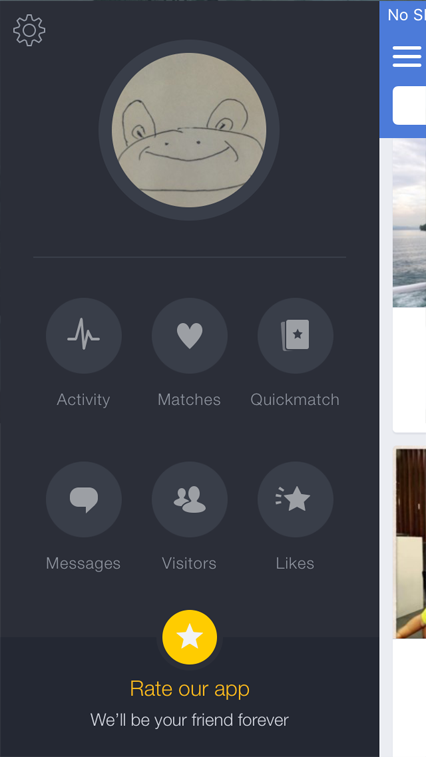 No S
Activity
Matches
Quickmatch
Messages
Visitors
Likes
Rate our app
We'll be your friend forever